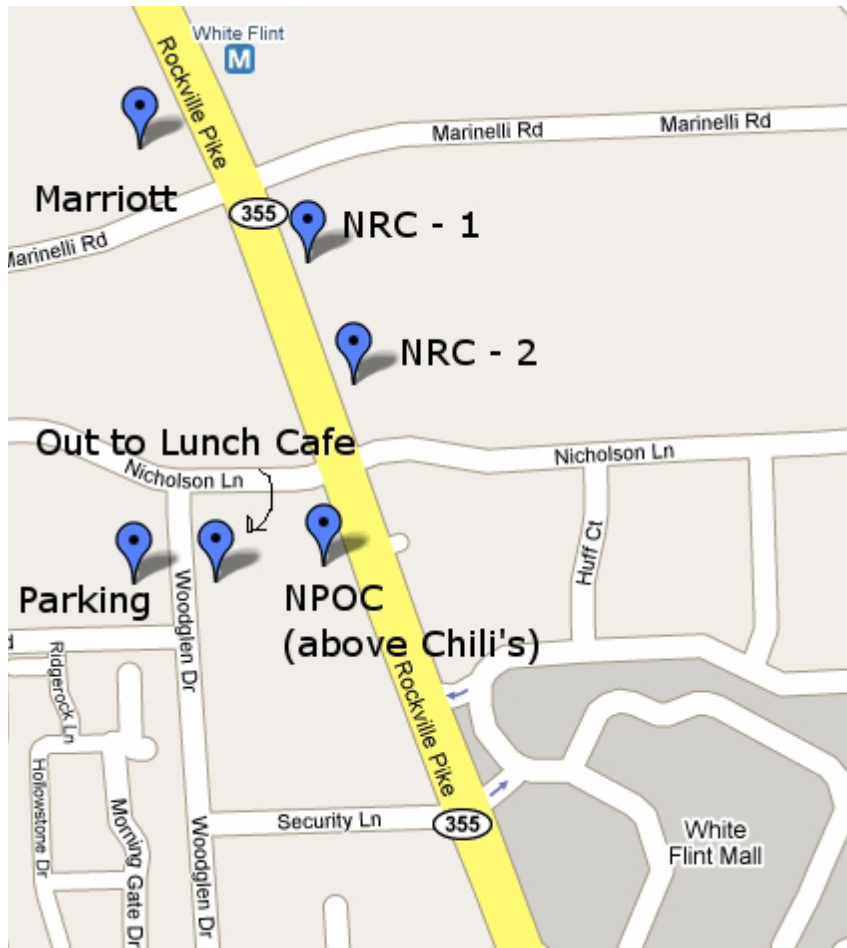 White Flint
M
Rockville Pike
Marinelli Rd
Marinelli Rd
Marriott
355
NRC - 1
Marinelli Rd
NRC - 2
Out to Lunch Cafe
Nicholson Ln
Nicholson Ln
Huff Ct
Parking
NPOC
(above Chili's)
Woodglen Dr
Ridgerock Ln
Rockville Pike
Hollowstone Dr
Morning Gate Dr
Woodglen Dr
Security Ln
355
White
Flint Mall